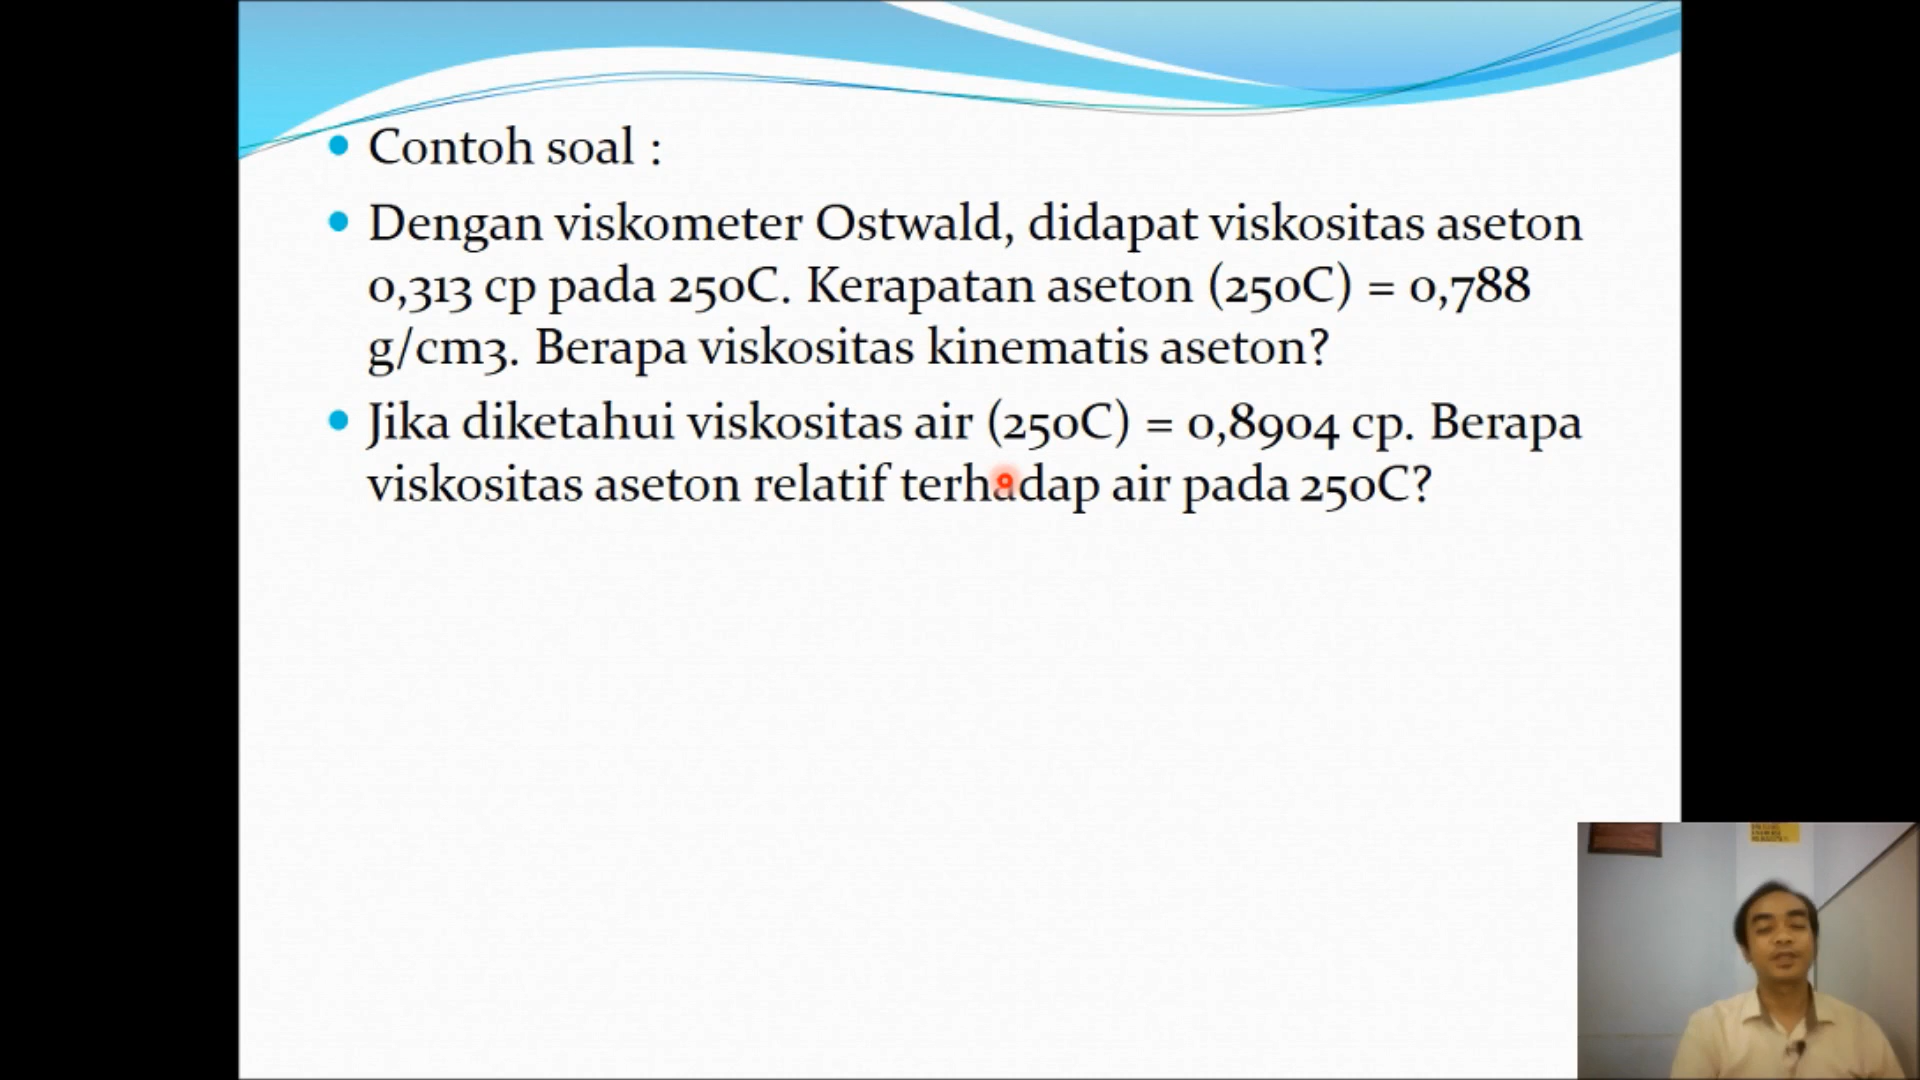 Contoh soal :
Dengan viskometer Ostwald, didapat viskositas aseton
0,313 cp pada 250C. Kerapatan aseton (250C) = 0,788
g/cm3. Berapa viskositas kinematis aseton?
Jika diketahui viskositas air (250C) = 0,8904 cp. Berapa
viskositas aseton relatif terhadap air pada 250C?